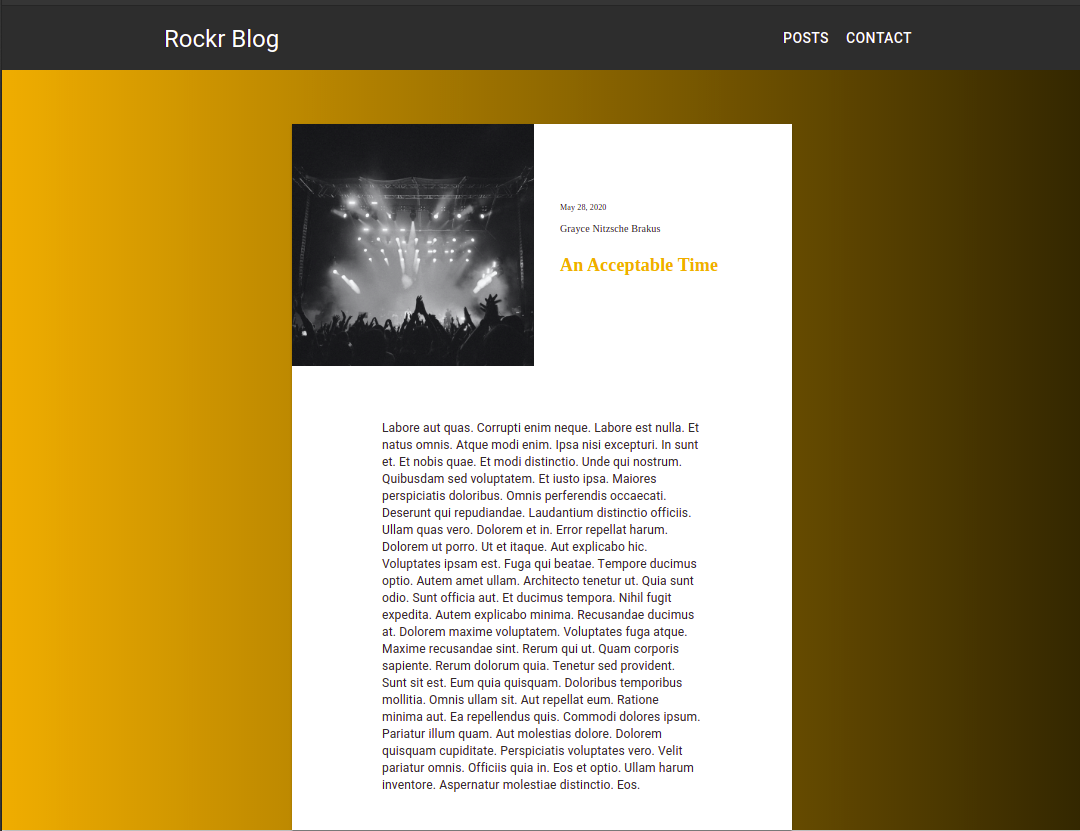 Rockr Blog
POSTS CONTACT
May 28, 2020
Grayce Nitzsche Brakus
An Acceptable Time
Labore aut quas. Corrupti enim neque. Labore est nulla. Et
natus omnis. Atque modi enim. Ipsa nisi excepturi. In sunt
et. Et nobis quae. Et modi distinctio. Unde qui nostrum.
Quibusdam sed voluptatem. Et iusto ipsa. Maiores
perspiciatis doloribus. Omnis perferendis occaecati.
Deserunt qui repudiandae. Laudantium distinctio officiis.
Ullam quas vero. Dolorem et in. Error repellat harum.
Dolorem ut porro. Ut et itaque. Aut explicabo hic.
Voluptates ipsam est. Fuga qui beatae. Tempore ducimus
optio. Autem amet ullam. Architecto tenetur ut. Quia sunt
odio. Sunt officia aut. Et ducimus tempora. Nihil fugit
expedita. Autem explicabo minima. Recusandae ducimus
at. Dolorem maxime voluptatem. Voluptates fuga atque.
Maxime recusandae sint. Rerum qui ut. Quam corporis
sapiente. Rerum dolorum quia. Tenetur sed provident.
Sunt sit est. Eum quia quisquam. Doloribus temporibus
mollitia. Omnis ullam sit. Aut repellat eum. Ratione
minima aut. Ea repellendus quis. Commodi dolores ipsum.
Pariatur illum quam. Aut molestias dolore. Dolorem
quisquam cupiditate. Perspiciatis voluptates vero. Velit
pariatur omnis. Officiis quia in. Eos et optio. Ullam harum
inventore. Aspernatur molestiae distinctio. Eos.